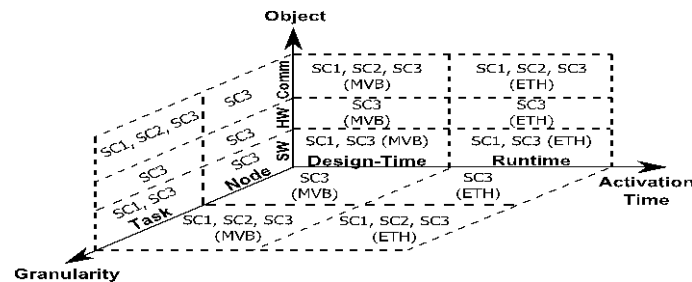 Object
SC1, SC2, SC3
(MVB)
SC1, SC2, SC3
(ETH)
Comm
SC3
SC1, SC2, SC3
SC3
(MVB)
SC3
(ETH)
HW
SC3
SC3
SC1, SC3 (MVB)
SC1, SC3 (ETH)
SW
SC3
SC1, SC3
Design-Time
Runtime
Node
Task
SC3
(MVB)
SC3
(ETH)
Activation
Time
SC1, SC2, SC3
(MVB)
SC1, SC2, SC3
(ETH)
Granularity